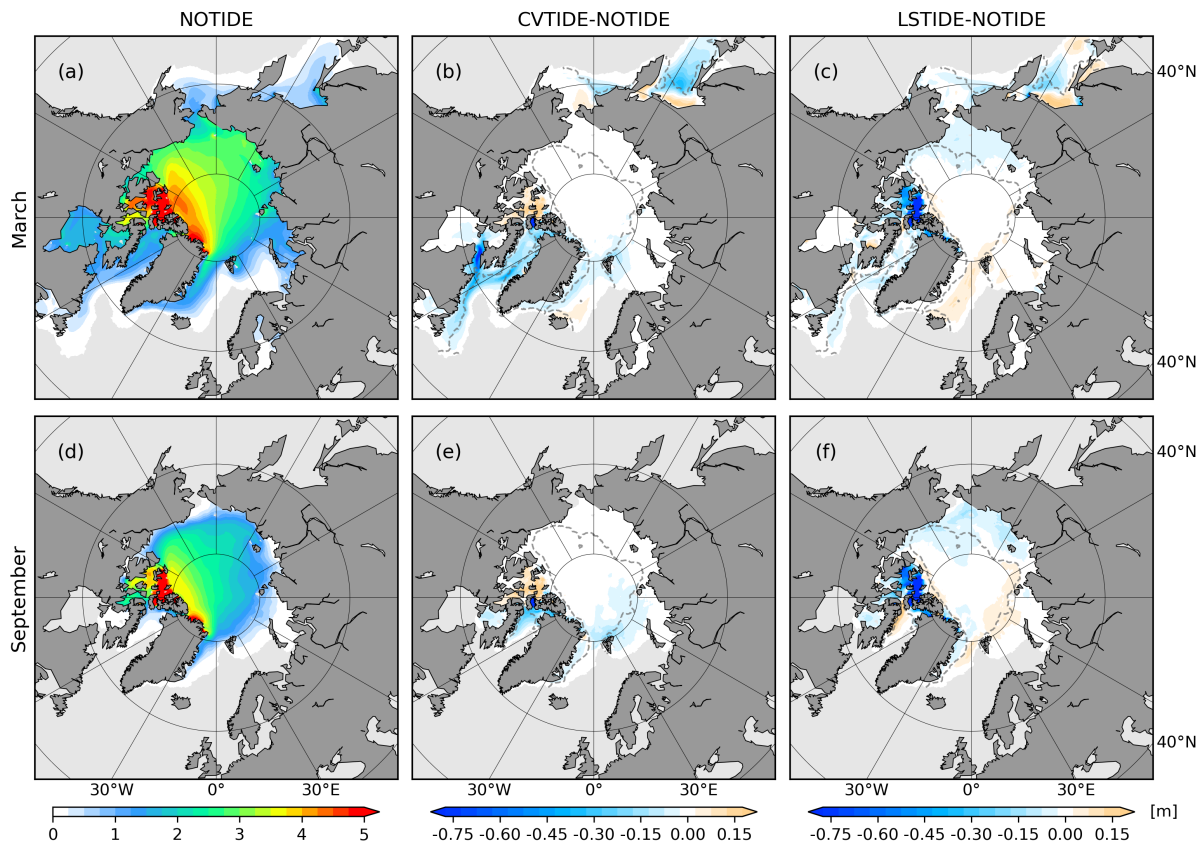 NOTIDE CVTIDE-NOTIDE LSTIDE-NOTIDE
(a) (b) (c) 40°N
March
40°N
(d) (e) (f) 40°N
September
40°N
30°W 0° 30°E 30°W 0° 30°E 30°W 0° 30°E
0 1 2 3 4 5 -0.75 -0.60 -0.45 -0.30 -0.15 0.00 0.15 -0.75 -0.60 -0.45 -0.30 -0.15 0.00 0.15 [m]